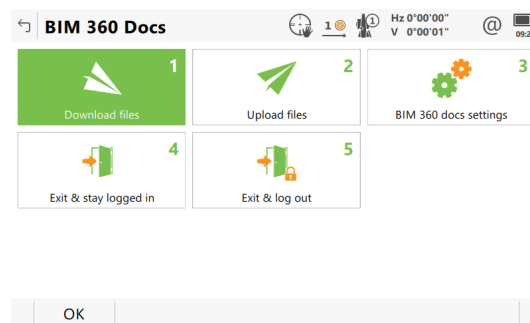 BIM 360 Docs
1
1
Hz 0°00'00"
V 0°00'01"
@
1
Download files
2
Upload files
3
BIM 360 docs settings
4
Exit & stay logged in
5
Exit & log out
OK